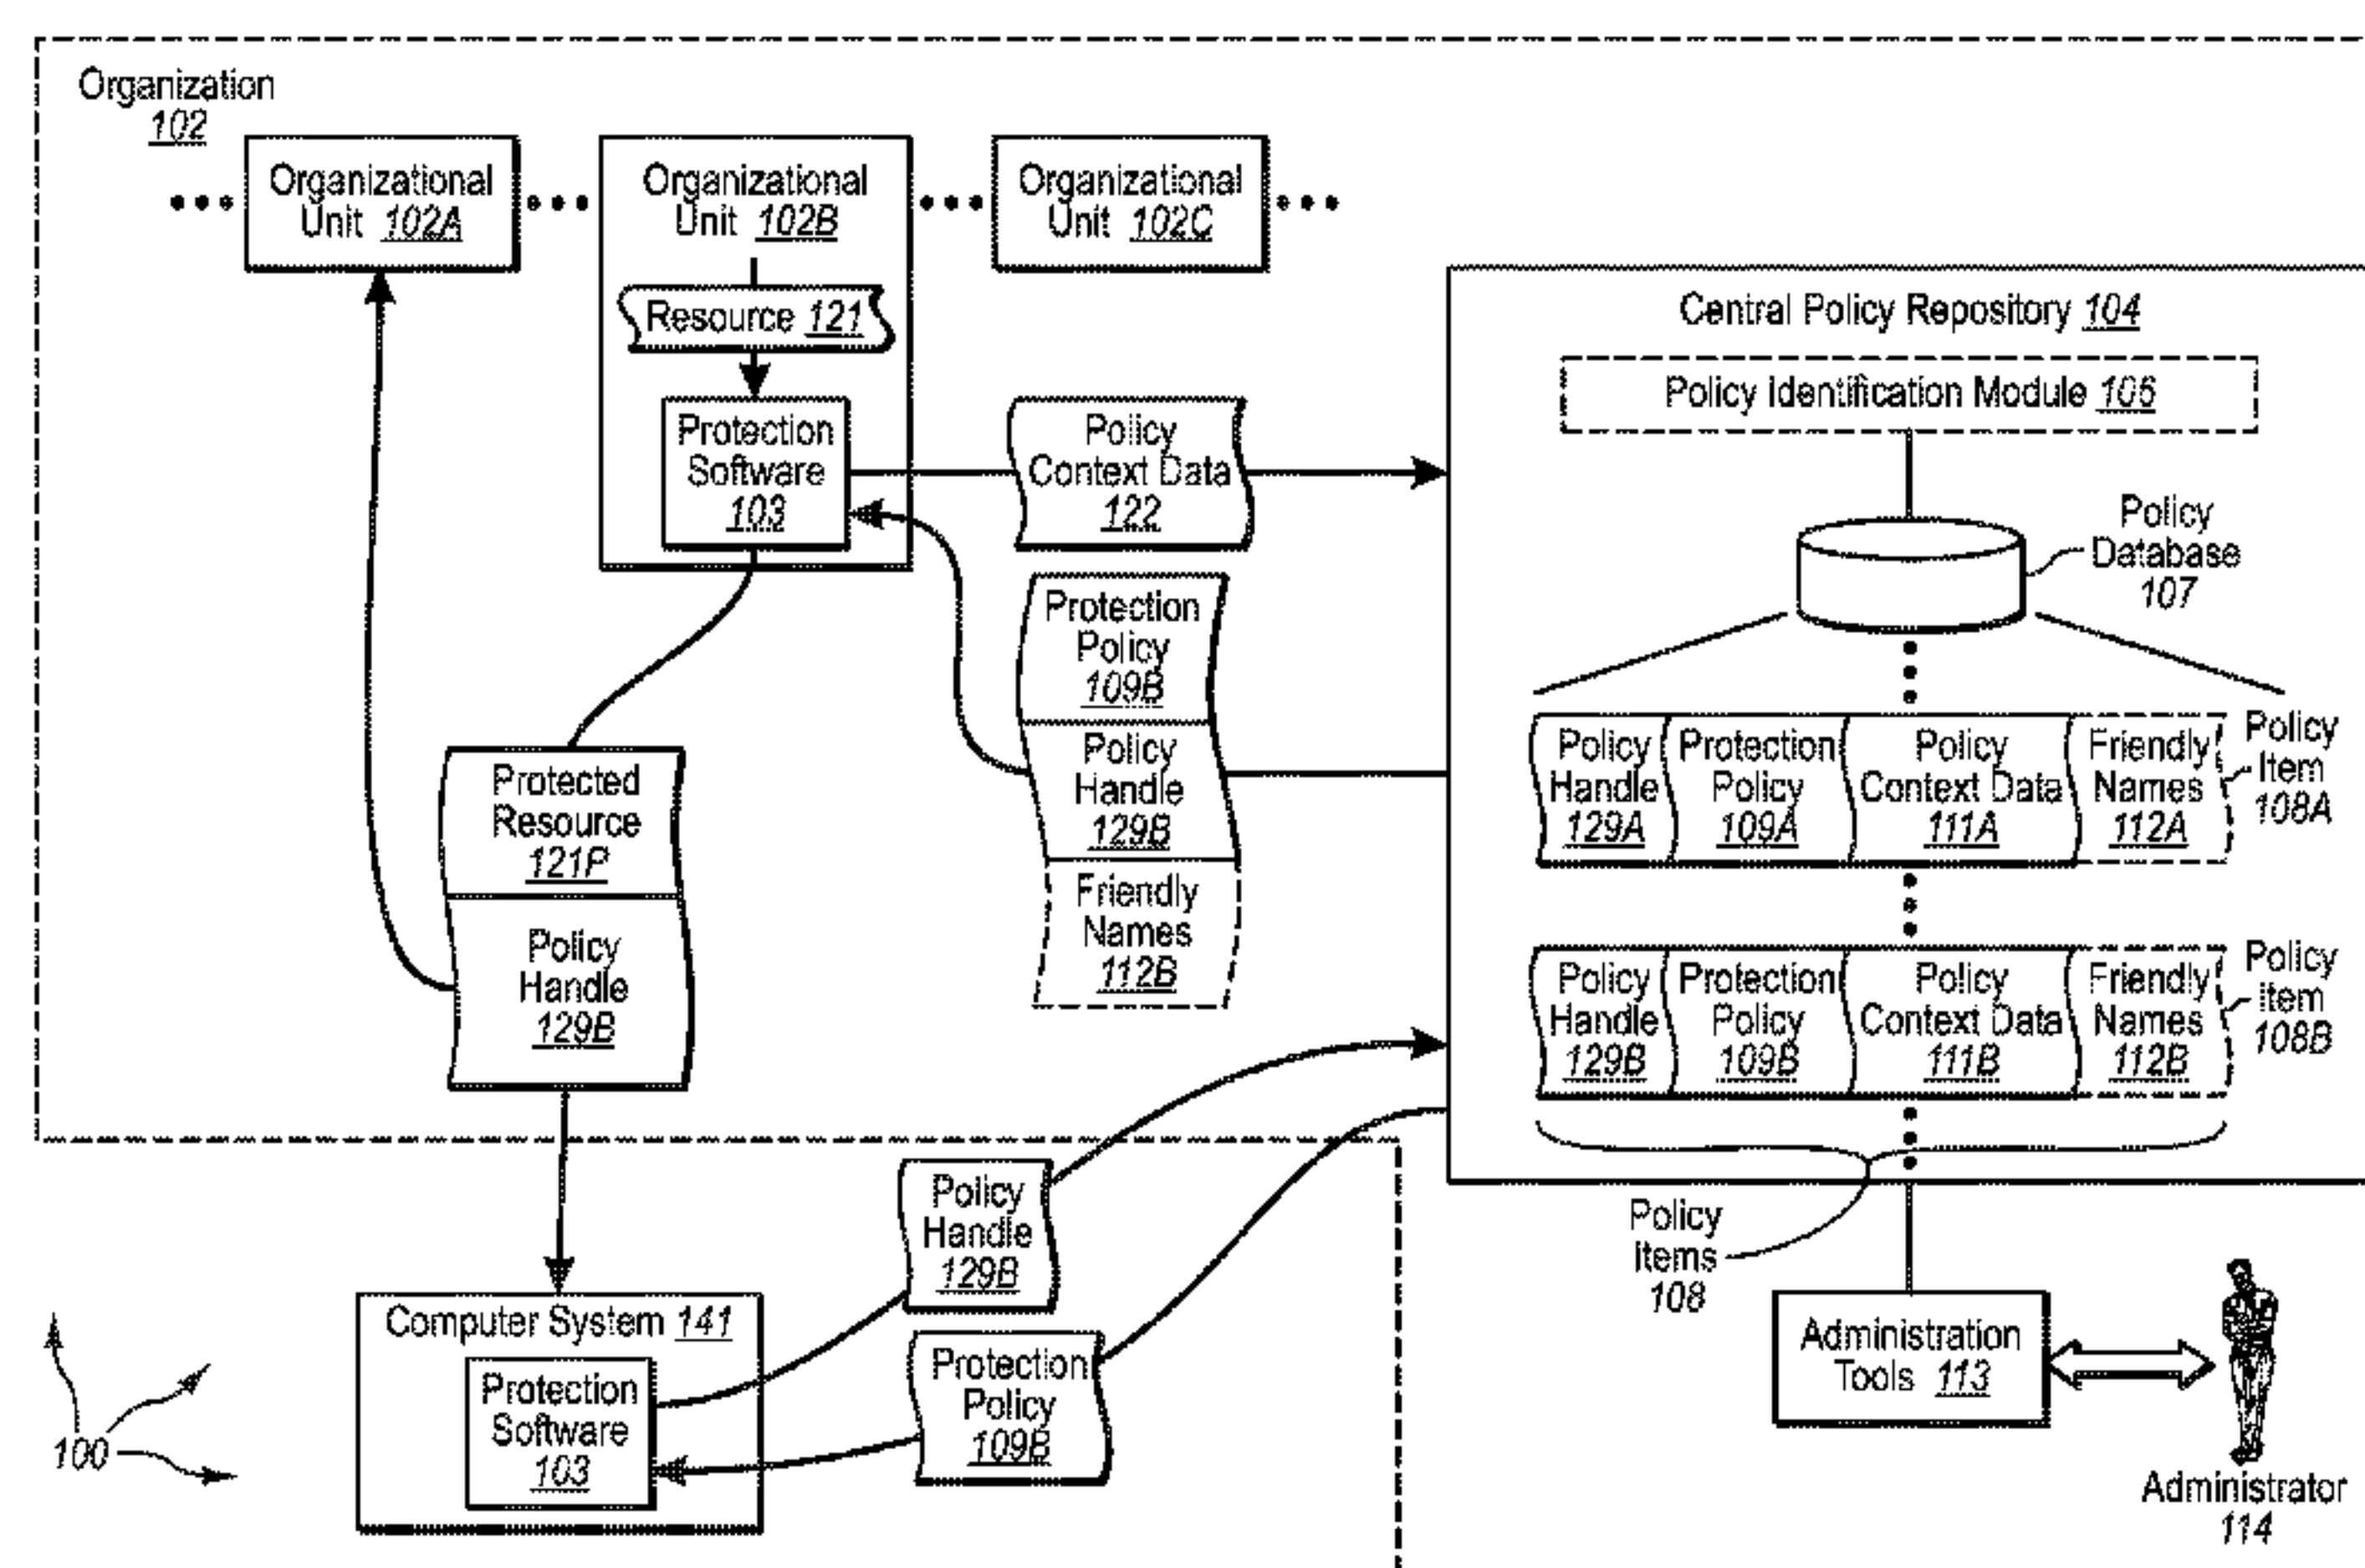 Organization
102
Organizational
Unit 102A
Organizational
Unit 102B
Organizational
Unit 102C
Resource 121
Protection
Software
103
Policy
Context Data
122
Protection
Policy
109B
Policy
Handle
129B
Friendly
Names
112B
Protected
Resource
121P
Policy
Handle
129B
Central Policy Repository 104
Policy Identification Module 106
Policy
Database
107
Policy
Handle
129A
Protection
Policy
109A
Policy
Context Data
111A
Friendly
Names
112A
Policy
Item
108A
Policy
Handle
129B
Protection
Policy
109B
Policy
Context Data
111B
Friendly
Names
112B
Policy
Item
108B
Policy
Items
108
Policy
Handle
129B
Protection
Policy
109B
Computer System 141
Protection
Software
103
100
Administration
Tools 113
Administrator
114